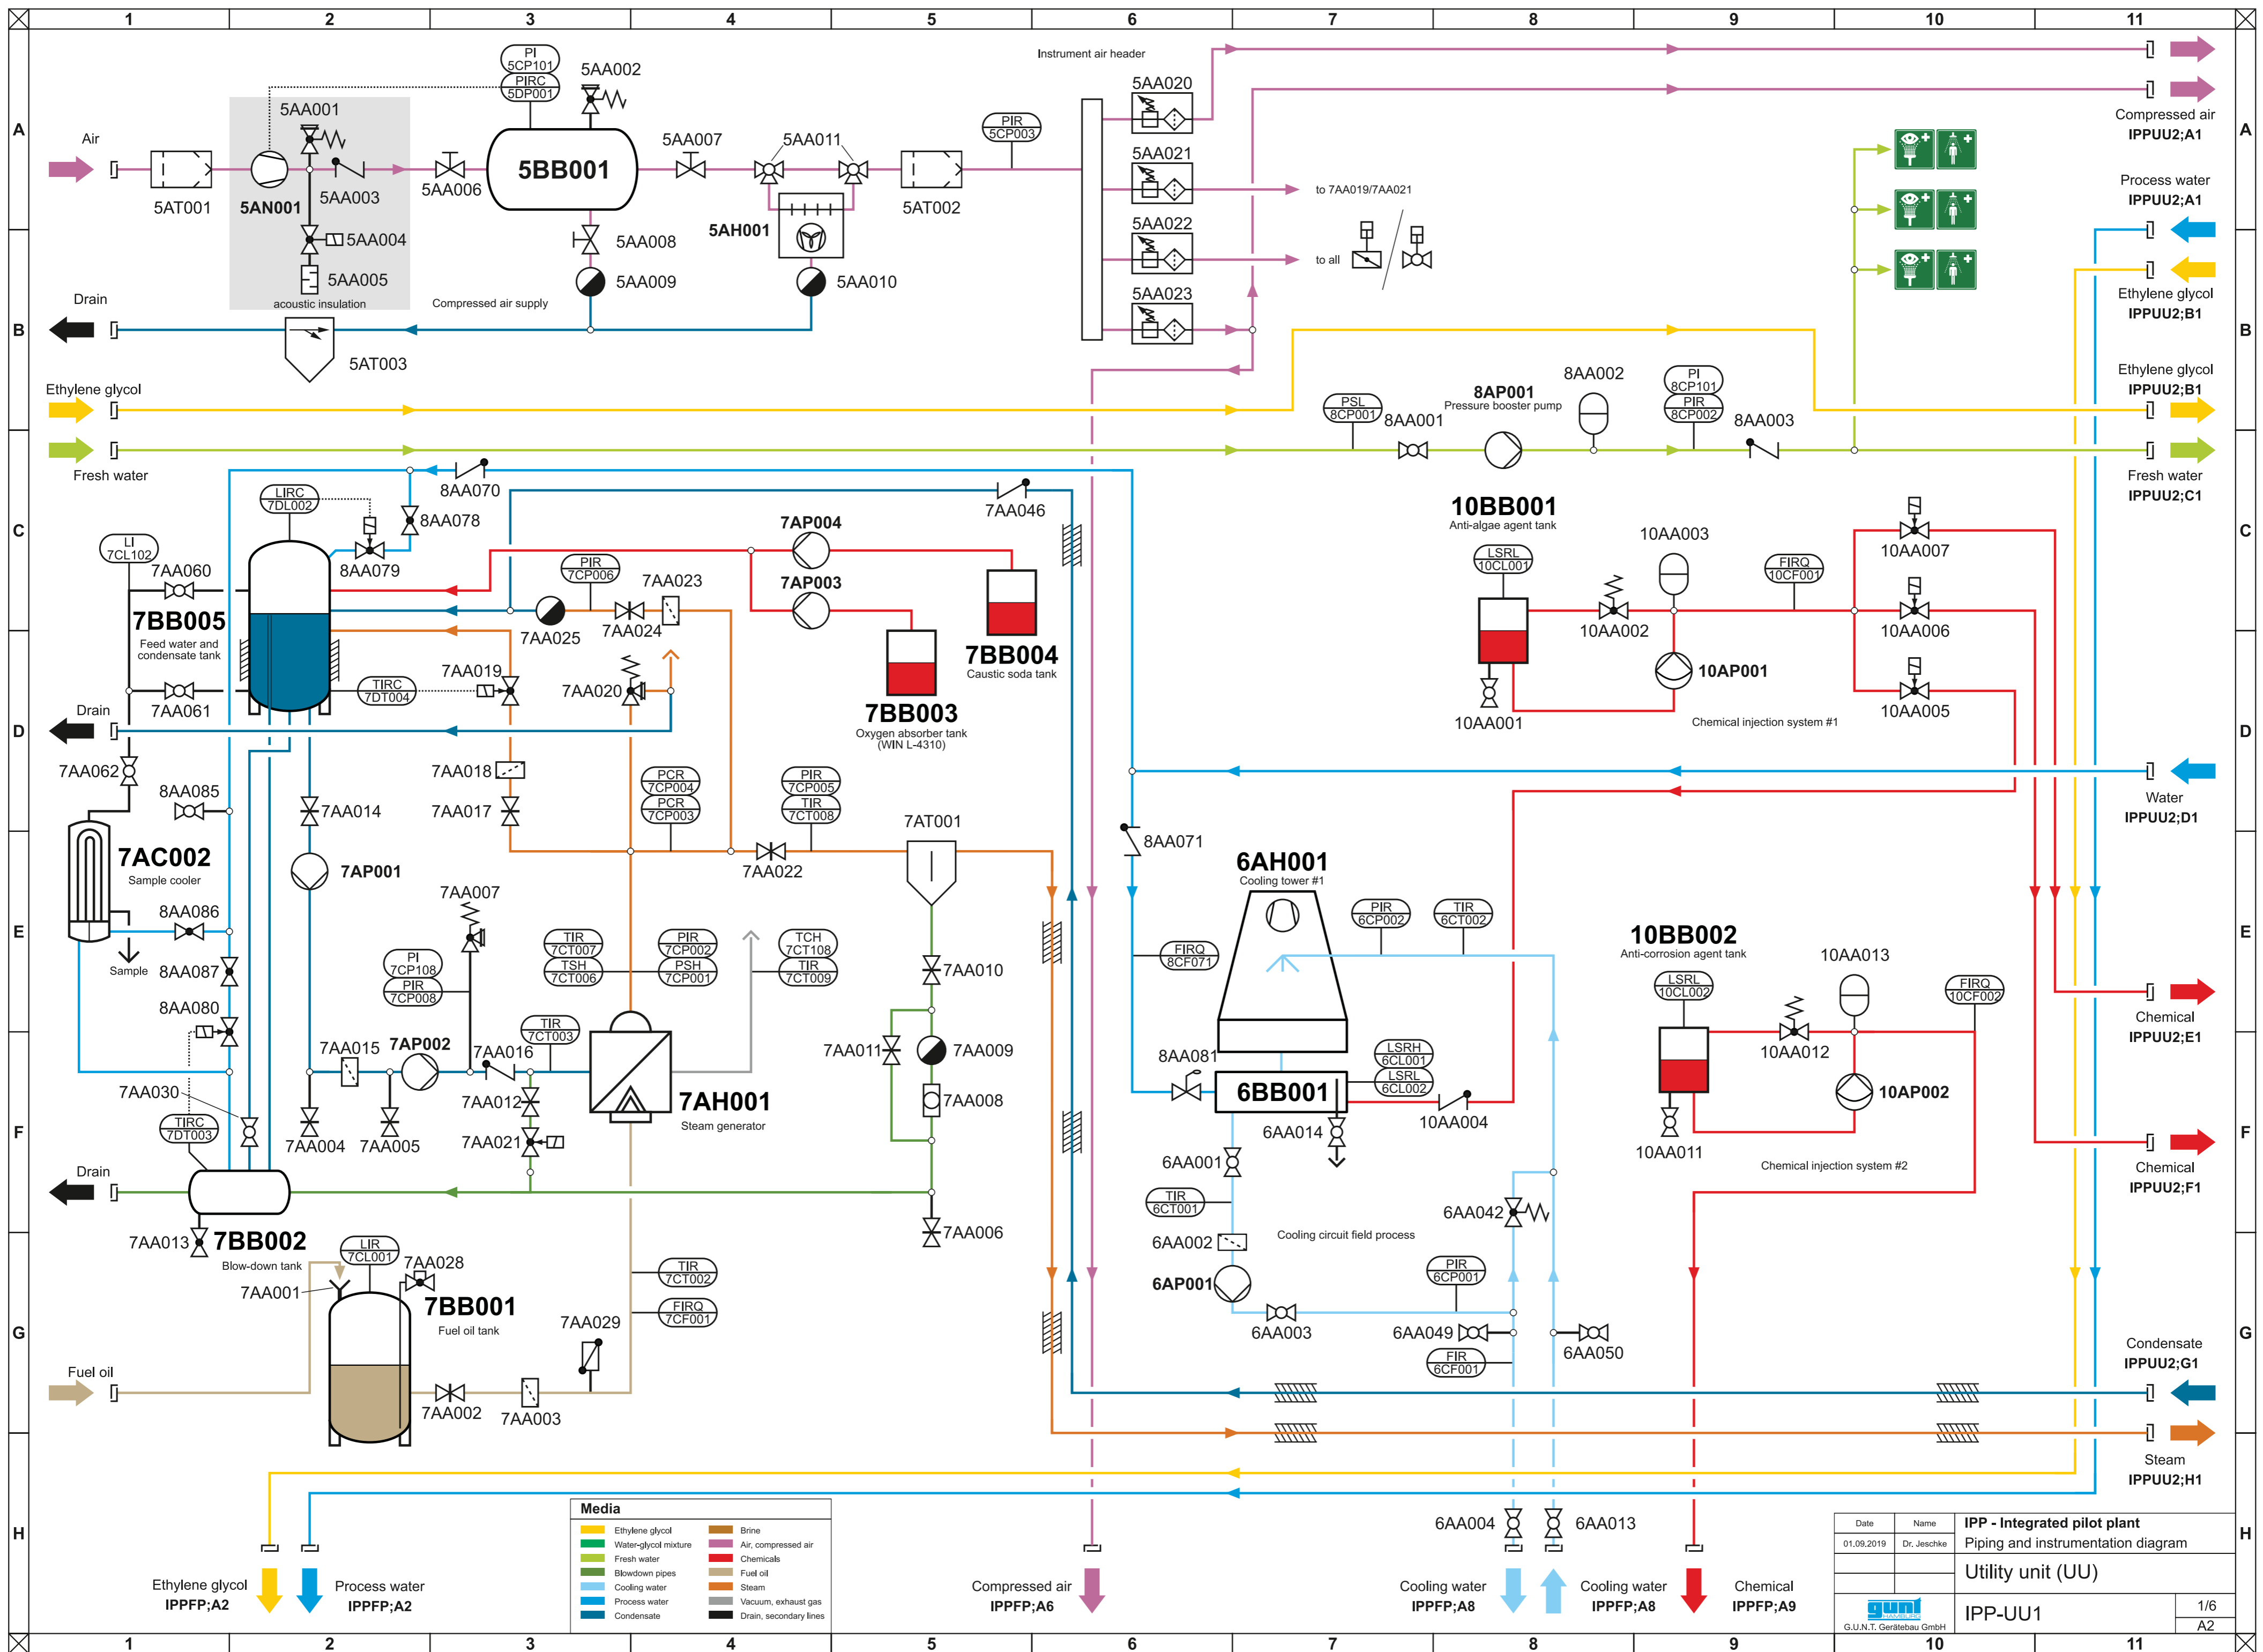 1 2 3 4 5 6 7 8 9 10 11
A
B
C
D
E
F
G
H
Air
5AT001
5AN001
5AA001
5AA003
5AA004
5AA005
acoustic insulation
PI
5CP101
PIRC
5DP001
5AA002
5AA006
5BB001
5AA007
5AA011
5AT002
PIR
5CP003
5AH001
5AA008
5AA009
5AA010
Compressed air supply
Drain
5AT003
Instrument air header
5AA020
5AA021
to 7AA019/7AA021
5AA022
to all
5AA023
Compressed air
IPPUU2;A1
Process water
IPPUU2;A1
Ethylene glycol
IPPUU2;B1
Ethylene glycol
IPPUU2;B1
Fresh water
IPPUU2;C1
Ethylene glycol
Fresh water
PSL
8CP001
8AA001
8AP001
Pressure booster pump
8AA002
PI
8CP101
PIR
8CP002
8AA003
8AA070
LIRC
7DL002
8AA078
8AA079
LI
7CL102
7AA060
7BB005
Feed water and
condensate tank
7AA061
TIRC
7DT004
7AA019
7AA046
7AP004
7AP003
PIR
7CP006
7AA023
7AA024
7AA025
7AA020
7BB004
Caustic soda tank
7BB003
Oxygen absorber tank
(WIN L-4310)
Drain
7AA062
8AA085
7AA014
7AA018
7AA017
PCR
7CP004
PCR
7CP003
PIR
7CP005
TIR
7CT008
7AA022
7AT001
7AC002
Sample cooler
8AA086
Sample
8AA087
8AA080
7AP001
7AA007
PI
7CP108
PIR
7CP008
TIR
7CT007
TSH
7CT006
PIR
7CP002
PSH
7CP001
TCH
7CT108
TIR
7CT009
7AA010
7AA015
7AP002
7AA016
TIR
7CT003
7AA011
7AA009
7AA008
7AA012
7AA021
7AH001
Steam generator
7AA030
TIRC
7DT003
7AA004
7AA005
Drain
7AA013
7BB002
Blow-down tank
7AA006
LIR
7CL001
7AA028
7AA001
7BB001
Fuel oil tank
7AA029
TIR
7CT002
FIRQ
7CF001
Fuel oil
7AA002
7AA003
10BB001
Anti-algae agent tank
LSRL
10CL001
10AA003
10AA002
FIRQ
10CF001
10AA007
10AA006
10AA005
10AP001
10AA001
Chemical injection system #1
Water
IPPUU2;D1
8AA071
6AH001
Cooling tower #1
PIR
6CP002
TIR
6CT002
FIRQ
8CF071
8AA081
6BB001
LSRH
6CL001
LSRL
6CL002
10AA004
6AA014
6AA001
TIR
6CT001
6AA002
6AP001
Cooling circuit field process
6AA042
PIR
6CP001
6AA003
6AA049
FIR
6CF001
6AA050
10BB002
Anti-corrosion agent tank
LSRL
10CL002
10AA013
10AA012
FIRQ
10CF002
10AP002
10AA011
Chemical injection system #2
Chemical
IPPUU2;E1
Chemical
IPPUU2;F1
Condensate
IPPUU2;G1
Steam
IPPUU2;H1
Ethylene glycol
IPPFP;A2
Process water
IPPFP;A2
Media
Ethylene glycol
Water-glycol mixture
Fresh water
Blowdown pipes
Cooling water
Process water
Condensate
Brine
Air, compressed air
Chemicals
Fuel oil
Steam
Vacuum, exhaust gas
Drain, secondary lines
Compressed air
IPPFP;A6
6AA004
6AA013
Cooling water
IPPFP;A8
Cooling water
IPPFP;A8
Chemical
IPPFP;A9
Date Name
01.09.2019 Dr. Jeschke
IPP - Integrated pilot plant
Piping and instrumentation diagram
Utility unit (UU)
gunt
HAMBURG
G.U.N.T. Gerätebau GmbH
IPP-UU1
1/6
A2
A
B
C
D
E
F
G
H
1 2 3 4 5 6 7 8 9 10 11